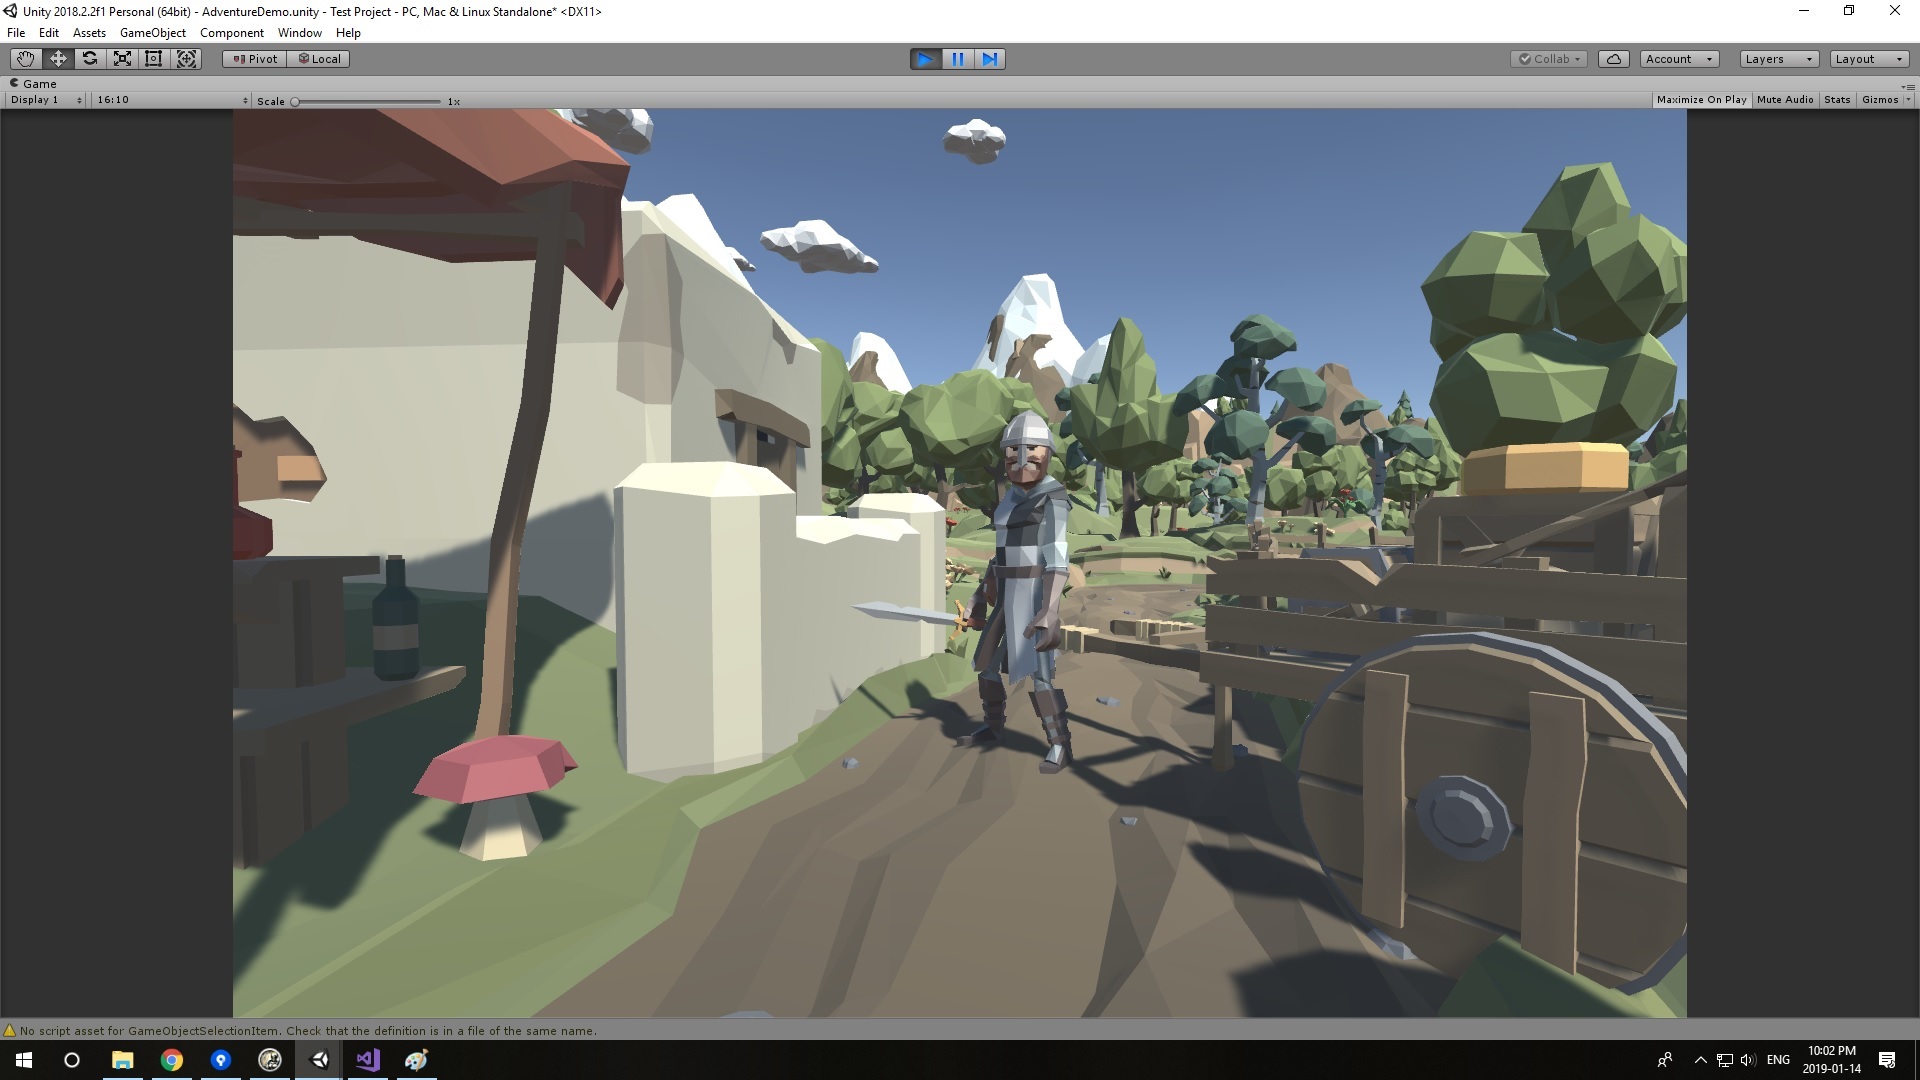 Unity 2018.2.2f1 Personal (64bit) - AdventureDemo.unity - Test Project - PC, Mac & Linux Standalone* <DX11>
File Edit Assets GameObject Component Window Help
Pivot Local Collab Account Layers Layout
Game
Display 1 16:10 Scale 1x Maximize On Play Mute Audio Stats Gizmos
No script asset for GameObjectSelectionItem. Check that the definition is in a file of the same name.
ENG 10:02 PM
2019-01-14